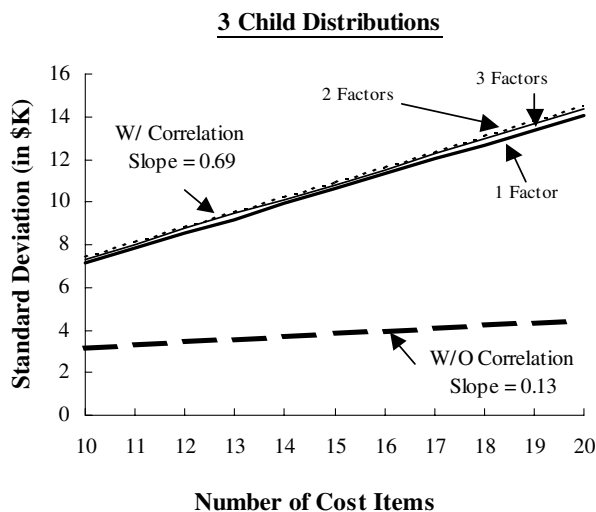 3 Child Distributions
Standard Deviation (in $K)
16
14
12
10
8
6
4
2
0
3 Factors
2 Factors
W/ Correlation
Slope = 0.69
1 Factor
W/O Correlation
Slope = 0.13
10 11 12 13 14 15 16 17 18 19 20
Number of Cost Items